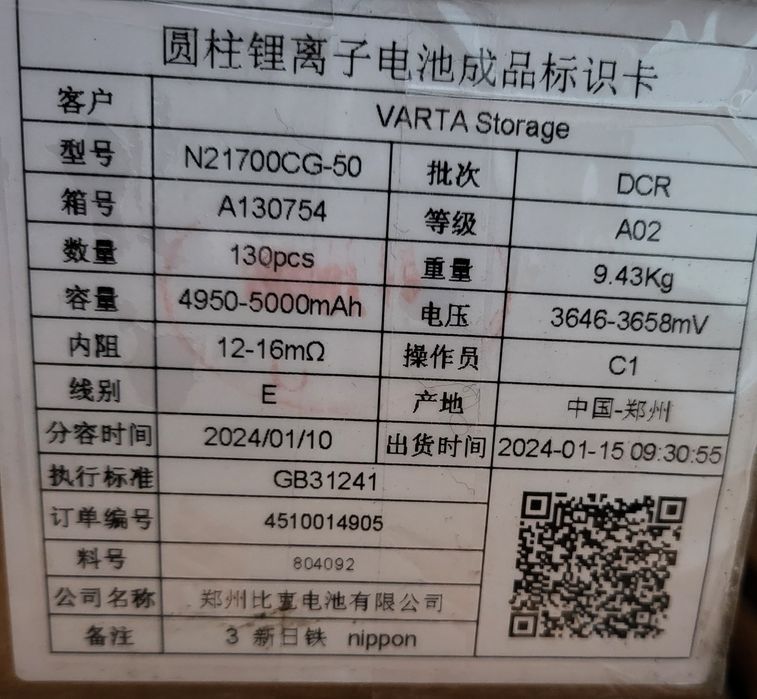 圆柱锂离子电池成品标识卡
客户 VARTA Storage
型号 N21700CG-50 批次 DCR
箱号 A130754 等级 A02
数量 130pcs 重量 9.43Kg
容量 4950-5000mAh 电压 3646-3658mV
内阻 12-16mΩ 操作员 C1
线别 E 产地 中国-郑州
分容时间 2024/01/10 出货时间 2024-01-15 09:30:55
执行标准 GB31241
订单编号 4510014905
料号 804092
公司名称 郑州比克电池有限公司
备注 3 新日铁 nippon